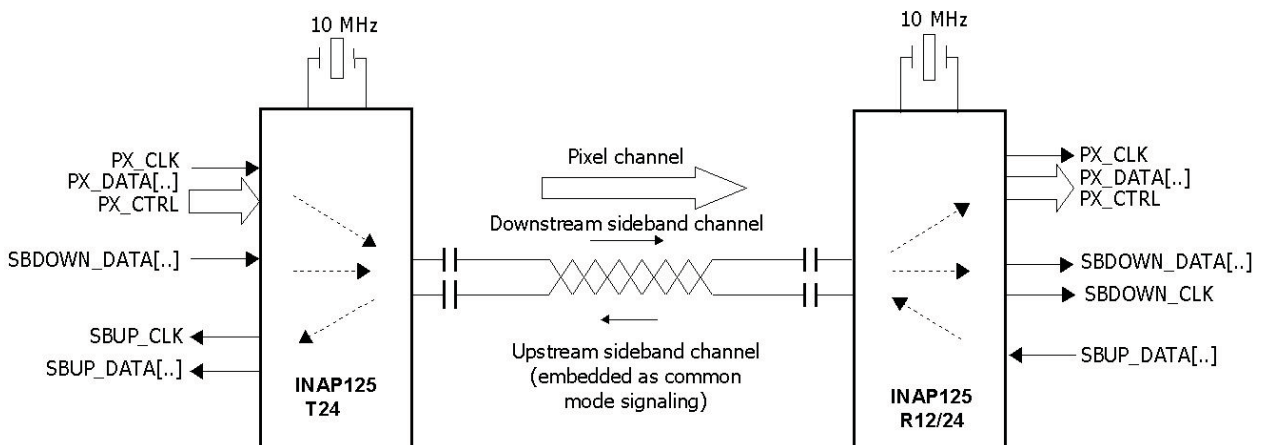 10 MHz
10 MHz
PX_CLK
PX_DATA[..]
PX_CTRL
SBDOWN_DATA[..]
SBUP_CLK
SBUP_DATA[..]
INAP125
T24
Pixel channel
Downstream sideband channel
Upstream sideband channel
(embedded as common
mode signaling)
INAP125
R12/24
PX_CLK
PX_DATA[..]
PX_CTRL
SBDOWN_DATA[..]
SBDOWN_CLK
SBUP_DATA[..]